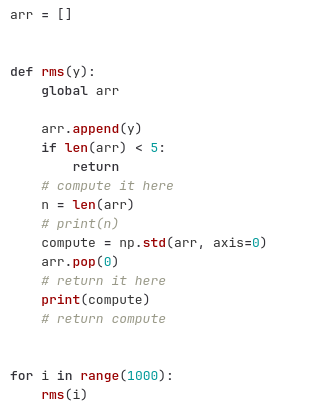 arr = []
def rms(y):
    global arr
    arr.append(y)
    if len(arr) < 5:
        return
    # compute it here
    n = len(arr)
    # print(n)
    compute = np.std(arr, axis=0)
    arr.pop(0)
    # return it here
    print(compute)
    # return compute
for i in range(1000):
    rms(i)